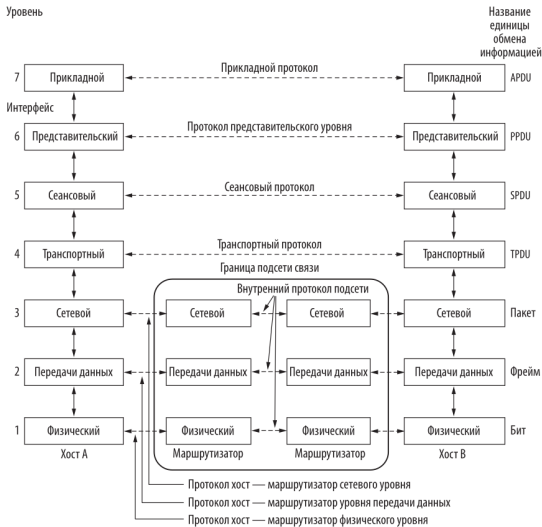 Уровень
Название
единицы
обмена
информацией
7 Прикладной Прикладной протокол Прикладной APDU
Интерфейс
6 Представительский Протокол представительского уровня Представительский PPDU
5 Сеансовый Сеансовый протокол Сеансовый SPDU
4 Транспортный Транспортный протокол Транспортный TPDU
Граница подсети связи
Внутренний протокол подсети
3 Сетевой Сетевой Сетевой Сетевой Пакет
2 Передачи данных Передачи данных Передачи данных Передачи данных Фрейм
1 Физический Физический Физический Физический Бит
Хост A Маршрутизатор Маршрутизатор Хост B
Протокол хост — маршрутизатор сетевого уровня
Протокол хост — маршрутизатор уровня передачи данных
Протокол хост — маршрутизатор физического уровня